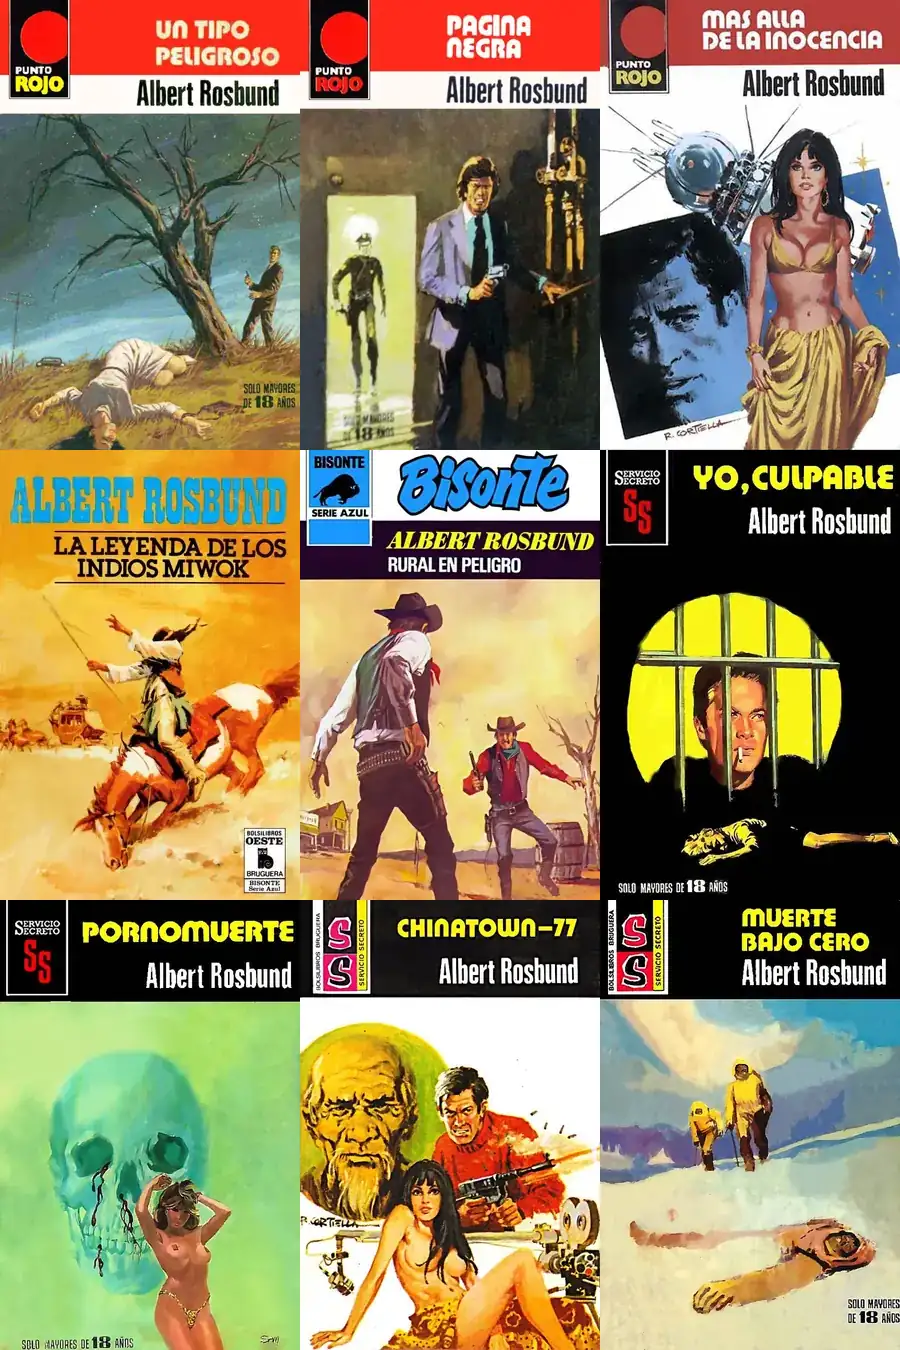 PUNTO
ROJO
UN TIPO
PELIGROSO
Albert Rosbund
SOLO MAYORES
DE 18 AÑOS
PUNTO
ROJO
PAGINA
NEGRA
Albert Rosbund
SOLO MAYORES
DE 18 AÑOS
PUNTO
ROJO
MAS ALLA
DE LA INOCENCIA
Albert Rosbund
R. CORTIELLA
ALBERT ROSBUND
LA LEYENDA DE LOS
INDIOS MIWOK
BOLSILIBROS
OESTE
BRUGUERA
BISONTE
Serie Azul
BISONTE
SERIE AZUL
BISONTE
ALBERT ROSBUND
RURAL EN PELIGRO
SERVICIO
SECRETO
SS
YO, CULPABLE
Albert Rosbund
SOLO MAYORES DE 18 AÑOS
SERVICIO
SECRETO
SS
PORNOMUERTE
Albert Rosbund
SOLO MAYORES DE 18 AÑOS
BOLSILIBROS BRUGUERA
SS
SERVICIO SECRETO
CHINATOWN-77
Albert Rosbund
R. CORTIELLA
BOLSILIBROS BRUGUERA
SS
SERVICIO SECRETO
MUERTE
BAJO CERO
Albert Rosbund
SOLO MAYORES
DE 18 AÑOS